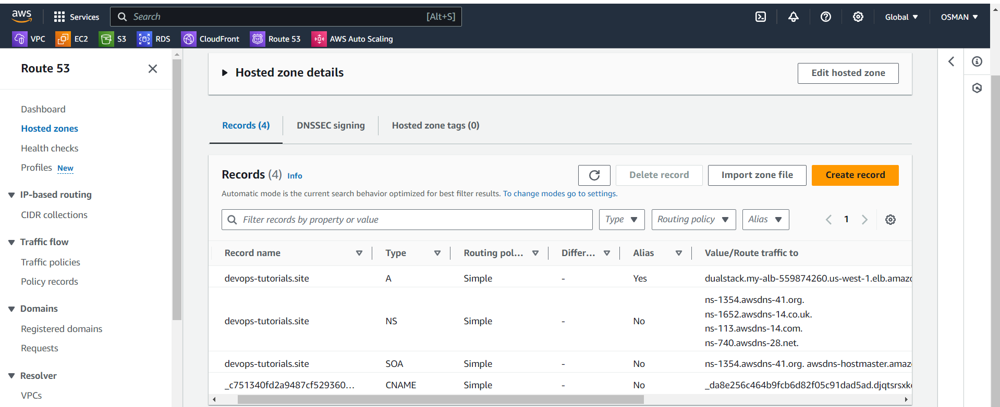 aws Services Search [Alt+S] Global OSMAN
VPC EC2 S3 RDS CloudFront Route 53 AWS Auto Scaling
Route 53
Dashboard
Hosted zones
Health checks
Profiles New
IP-based routing
CIDR collections
Traffic flow
Traffic policies
Policy records
Domains
Registered domains
Requests
Resolver
VPCs
Hosted zone details Edit hosted zone
Records (4) DNSSEC signing Hosted zone tags (0)
Records (4) Info Delete record Import zone file Create record
Automatic mode is the current search behavior optimized for best filter results. To change modes go to settings.
Filter records by property or value Type Routing policy Alias 1
Record name Type Routing pol... Differ... Alias Value/Route traffic to
devops-tutorials.site A Simple - Yes dualstack.my-alb-559874260.us-west-1.elb.amazo
devops-tutorials.site NS Simple - No ns-1354.awsdns-41.org.
ns-1652.awsdns-14.co.uk.
ns-113.awsdns-14.com.
ns-740.awsdns-28.net.
devops-tutorials.site SOA Simple - No ns-1354.awsdns-41.org. awsdns-hostmaster.amaz
_c751340fd2a9487cf529360... CNAME Simple - No _da8e256c464b9fcb6d82f05c91dad5ad.djqtsrsxk